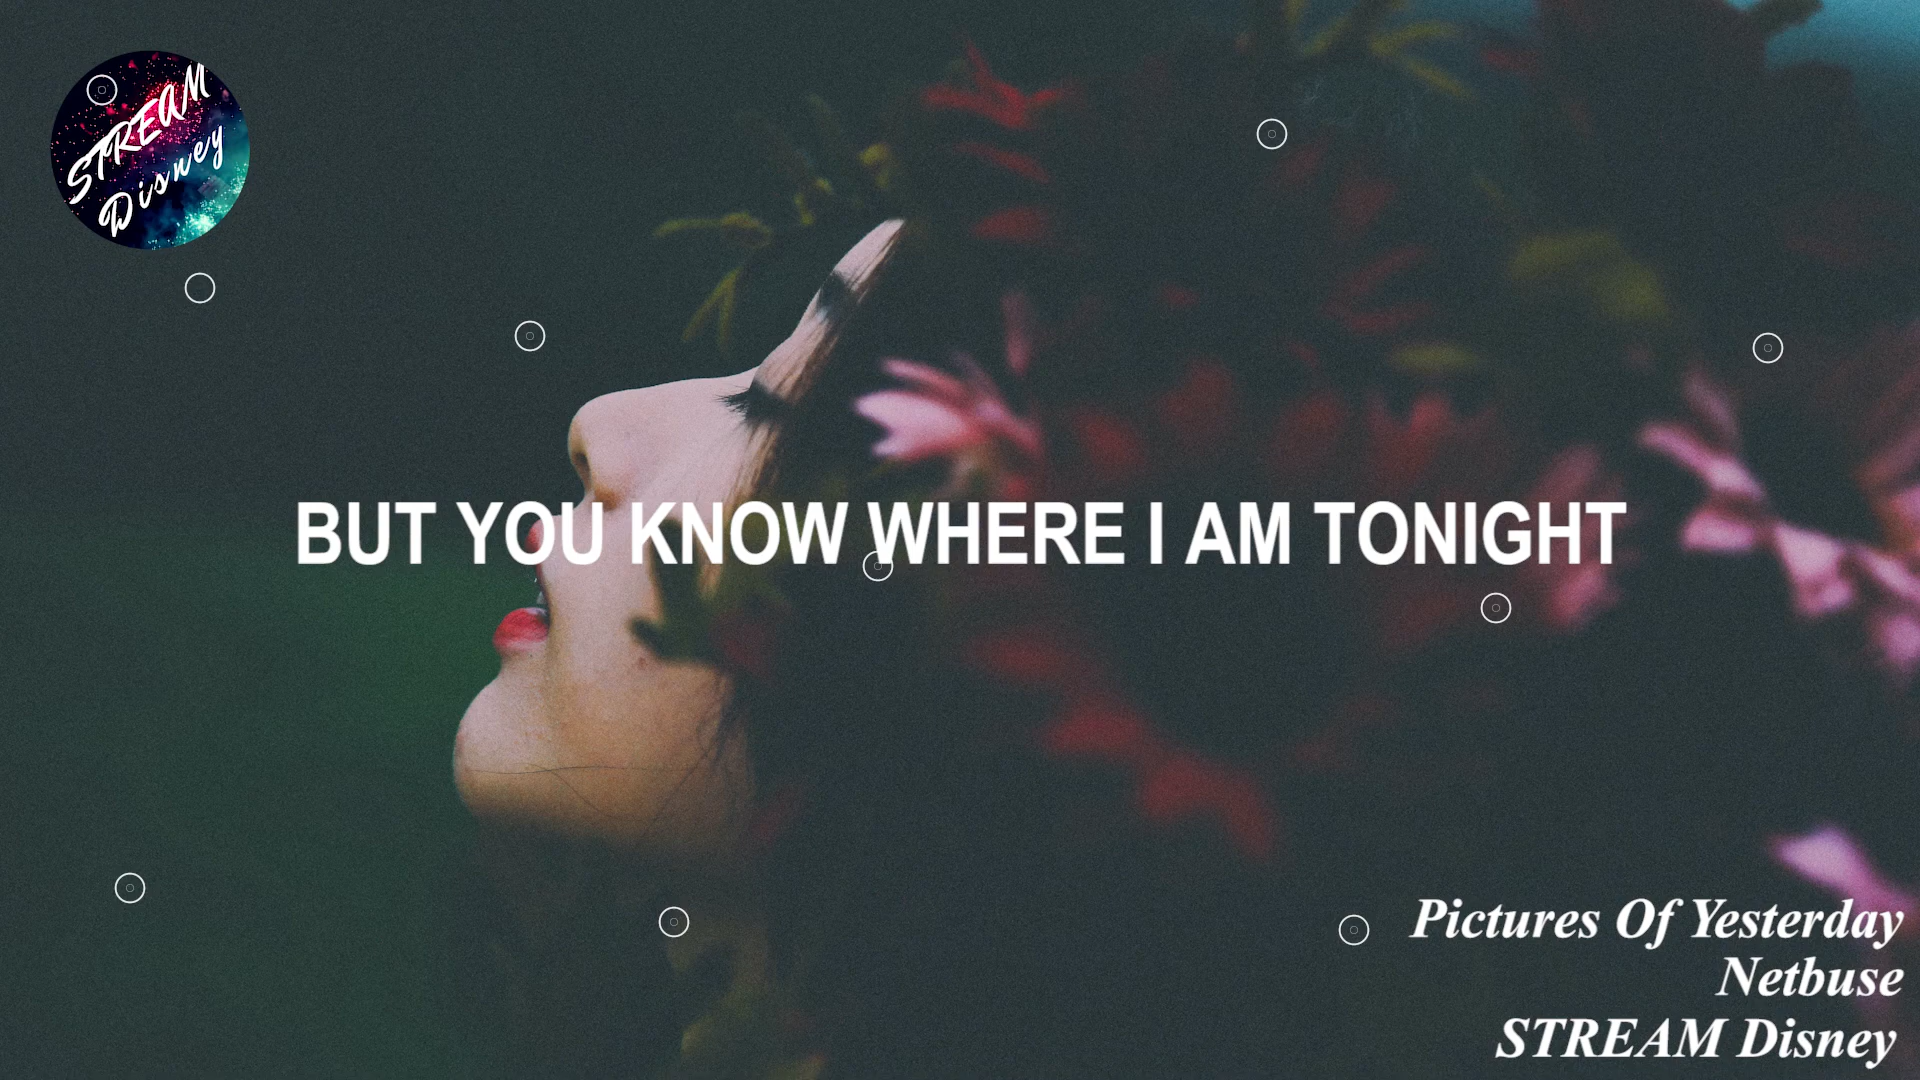 STREAM
Disney
BUT YOU KNOW WHERE I AM TONIGHT
Pictures Of Yesterday
Netbuse
STREAM Disney